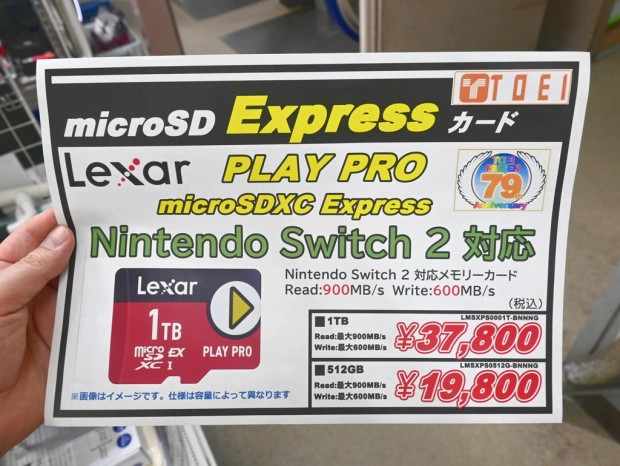 TOEI
microSD Express カード
Lexar PLAY PRO
microSDXC Express
TOEI
79th
Anniversary
Nintendo Switch 2 対応
Nintendo Switch 2 対応メモリーカード
Read:900MB/s Write:600MB/s
(税込)
Lexar
1TB
micro SD XC EX I
PLAY PRO
■1TB
LMSXPS0001T-BNNNG
Read:最大900MB/s
Write:最大600MB/s
¥37,800
■512GB
LMSXPS0512G-BNNNG
Read:最大900MB/s
Write:最大600MB/s
¥19,800
※画像はイメージです。仕様は容量によって異なります